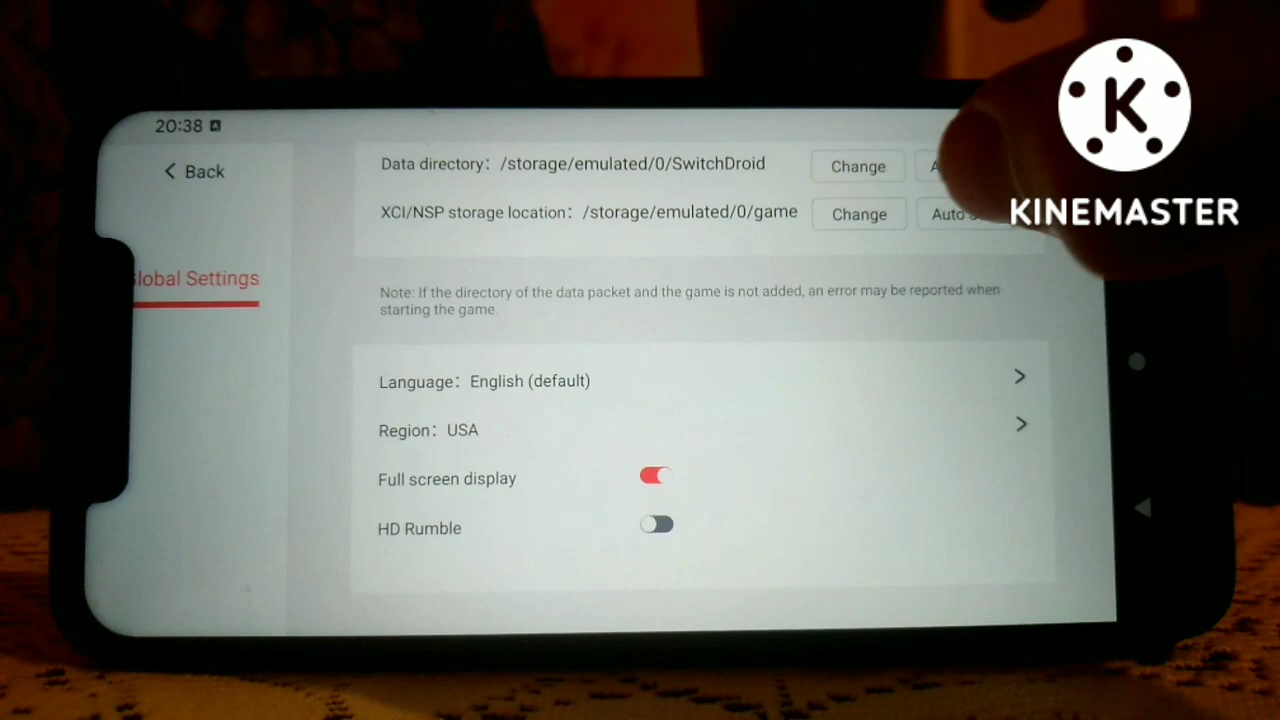 20:38
Back
Global Settings
Data directory: /storage/emulated/0/SwitchDroid
Change
XCI/NSP storage location: /storage/emulated/0/game
Change
Auto
Note: If the directory of the data packet and the game is not added, an error may be reported when
starting the game.
Language: English (default)
Region: USA
Full screen display
HD Rumble
K
KINEMASTER